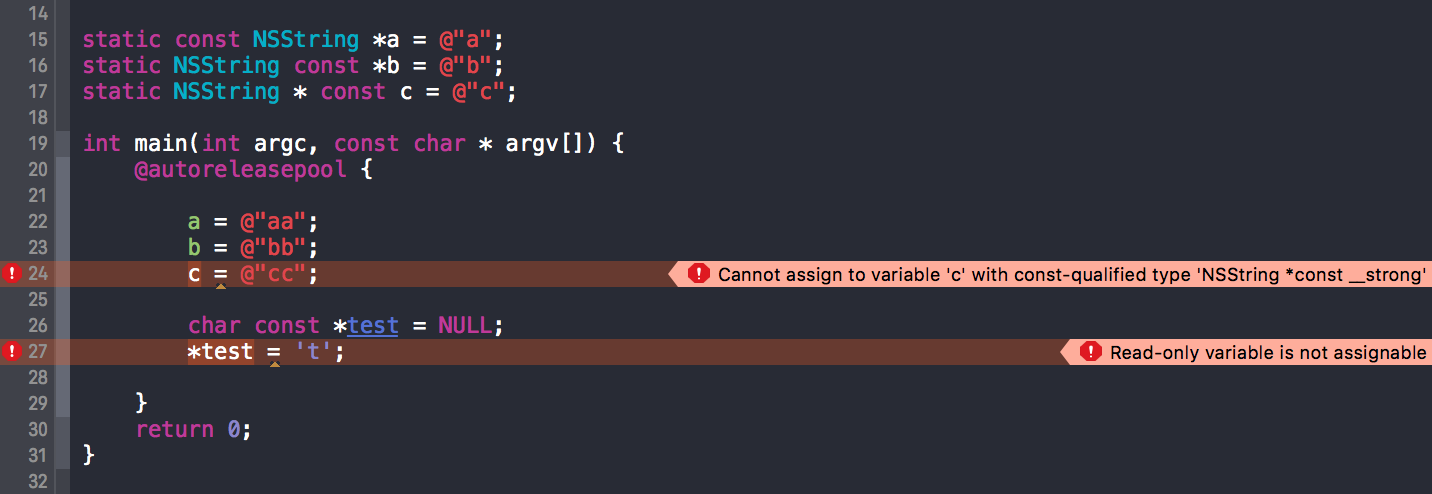 14
15 static const NSString *a = @"a";
16 static NSString const *b = @"b";
17 static NSString * const c = @"c";
18
19 int main(int argc, const char * argv[]) {
20 @autoreleasepool {
21
22 a = @"aa";
23 b = @"bb";
24 c = @"cc"; Cannot assign to variable 'c' with const-qualified type 'NSString *const __strong'
25
26 char const *test = NULL;
27 *test = 't'; Read-only variable is not assignable
28
29 }
30 return 0;
31 }
32